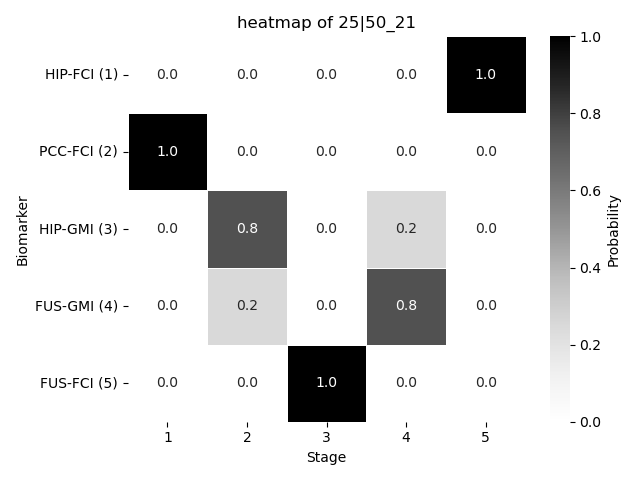 heatmap of 25|50_21
HIP-FCI (1) 0.0 0.0 0.0 0.0 1.0
PCC-FCI (2) 1.0 0.0 0.0 0.0 0.0
HIP-GMI (3) 0.0 0.8 0.0 0.2 0.0
FUS-GMI (4) 0.0 0.2 0.0 0.8 0.0
FUS-FCI (5) 0.0 0.0 1.0 0.0 0.0
1 2 3 4 5
Stage
Biomarker
1.0
0.8
0.6
0.4
0.2
0.0
Probability